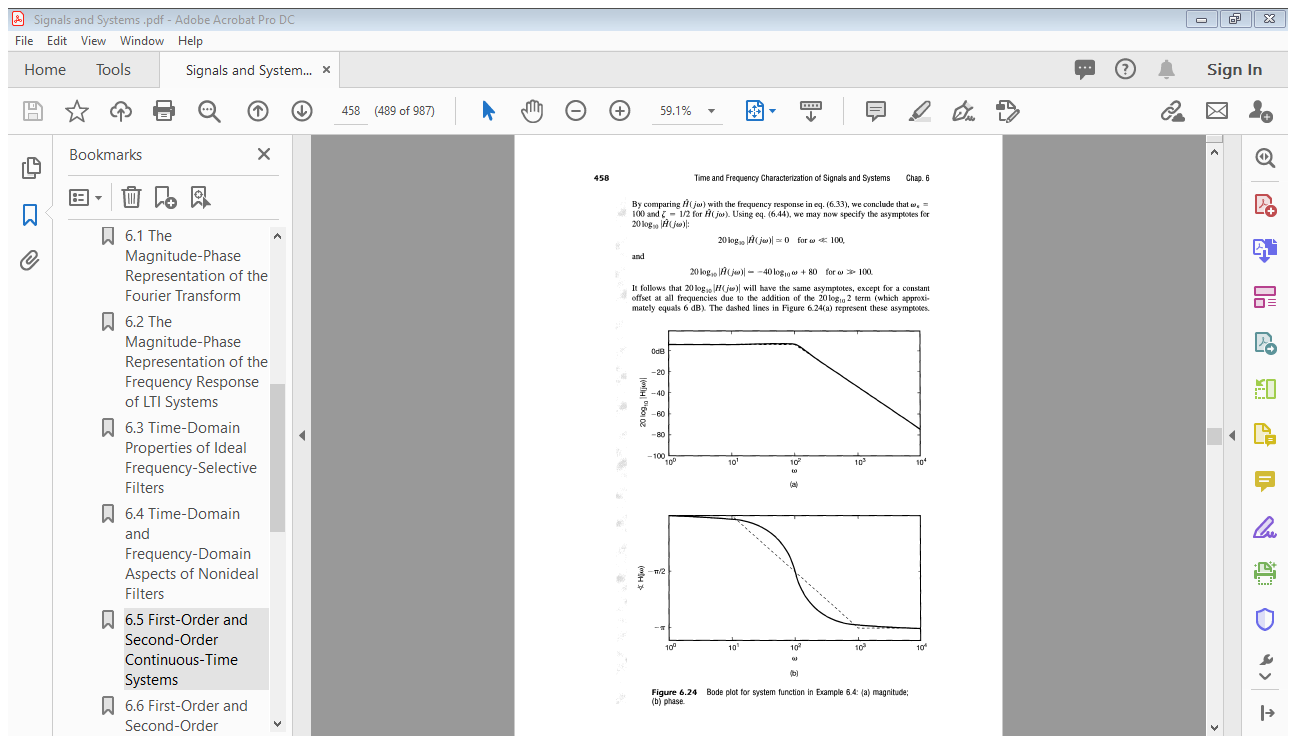 Signals and Systems .pdf - Adobe Acrobat Pro DC
File Edit View Window Help
Home Tools Signals and System... × Sign In
458 (489 of 987) 59.1%
Bookmarks
6.1 The
Magnitude-Phase
Representation of the
Fourier Transform
6.2 The
Magnitude-Phase
Representation of the
Frequency Response
of LTI Systems
6.3 Time-Domain
Properties of Ideal
Frequency-Selective
Filters
6.4 Time-Domain
and
Frequency-Domain
Aspects of Nonideal
Filters
6.5 First-Order and
Second-Order
Continuous-Time
Systems
6.6 First-Order and
Second-Order
458 Time and Frequency Characterization of Signals and Systems Chap. 6
By comparing Ĥ(jω) with the frequency response in eq. (6.33), we conclude that ωₙ =
100 and ζ = 1/2 for Ĥ(jω). Using eq. (6.44), we may now specify the asymptotes for
20 log₁₀ |Ĥ(jω)|:
20 log₁₀ |Ĥ(jω)| ≃ 0 for ω ≪ 100,
and
20 log₁₀ |Ĥ(jω)| ≃ −40 log₁₀ ω + 80 for ω ≫ 100.
It follows that 20 log₁₀ |H(jω)| will have the same asymptotes, except for a constant
offset at all frequencies due to the addition of the 20 log₁₀ 2 term (which approxi-
mately equals 6 dB). The dashed lines in Figure 6.24(a) represent these asymptotes.
20 log₁₀ |H(jω)|
0dB
−20
−40
−60
−80
−100
10⁰ 10¹ 10² 10³ 10⁴
ω
(a)
∢ H(jω)
−π/2
−π
10⁰ 10¹ 10² 10³ 10⁴
ω
(b)
Figure 6.24 Bode plot for system function in Example 6.4: (a) magnitude;
(b) phase.